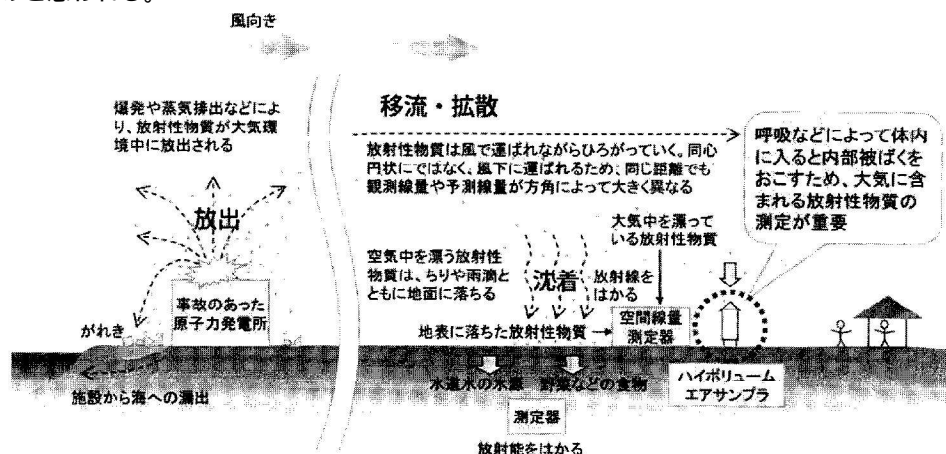 と思われる。
風向き
爆発や蒸気排出などによ
り、放射性物質が大気環
境中に放出される
放出
がれき
事故のあった
原子力発電所
施設から海への漏出
移流・拡散
放射性物質は風で運ばれながらひろがっていく。同心
円状にではなく、風下に運ばれるため、同じ距離でも
観測線量や予測線量が方角によって大きく異なる
空気中を漂う放射性
物質は、ちりや雨滴と
ともに地面に落ちる
沈着
大気中を漂って
いる放射性物質
放射線を
はかる
地表に落ちた放射性物質
空間線量
測定器
呼吸などによって体内
に入ると内部被ばくを
おこすため、大気に含
まれる放射性物質の
測定が重要
水道水の水源
野菜などの食物
測定器
放射能をはかる
ハイボリューム
エアサンプラ